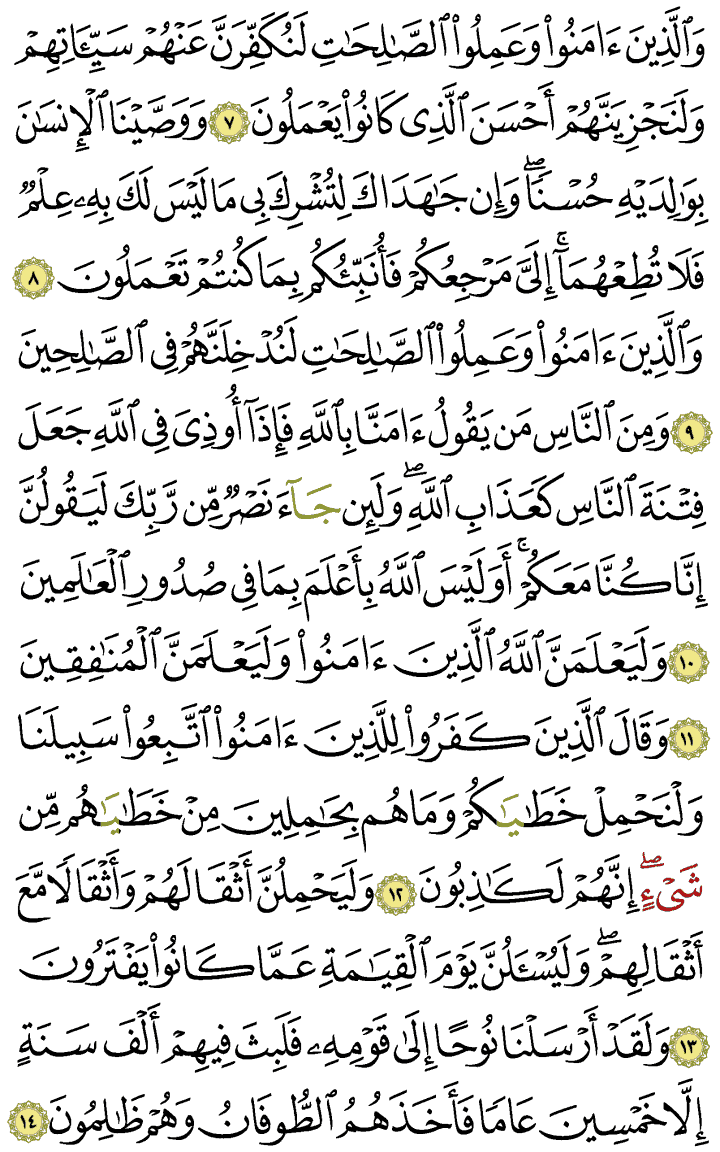 وَٱلَّذِينَ ءَامَنُوا۟ وَعَمِلُوا۟ ٱلصَّـٰلِحَـٰتِ لَنُكَفِّرَنَّ عَنْهُمْ سَيِّـَٔاتِهِمْ
وَلَنَجْزِيَنَّهُمْ أَحْسَنَ ٱلَّذِى كَانُوا۟ يَعْمَلُونَ ٧ وَوَصَّيْنَا ٱلْإِنسَـٰنَ
بِوَٰلِدَيْهِ حُسْنًا ۖ وَإِن جَـٰهَدَاكَ لِتُشْرِكَ بِى مَا لَيْسَ لَكَ بِهِۦ عِلْمٌ
فَلَا تُطِعْهُمَآ ۚ إِلَىَّ مَرْجِعُكُمْ فَأُنَبِّئُكُم بِمَا كُنتُمْ تَعْمَلُونَ ٨
وَٱلَّذِينَ ءَامَنُوا۟ وَعَمِلُوا۟ ٱلصَّـٰلِحَـٰتِ لَنُدْخِلَنَّهُمْ فِى ٱلصَّـٰلِحِينَ
٩ وَمِنَ ٱلنَّاسِ مَن يَقُولُ ءَامَنَّا بِٱللَّهِ فَإِذَآ أُوذِىَ فِى ٱللَّهِ جَعَلَ
فِتْنَةَ ٱلنَّاسِ كَعَذَابِ ٱللَّهِ ۖ وَلَئِن جَآءَ نَصْرٌ مِّن رَّبِّكَ لَيَقُولُنَّ
إِنَّا كُنَّا مَعَكُمْ ۚ أَوَلَيْسَ ٱللَّهُ بِأَعْلَمَ بِمَا فِى صُدُورِ ٱلْعَـٰلَمِينَ
١٠ وَلَيَعْلَمَنَّ ٱللَّهُ ٱلَّذِينَ ءَامَنُوا۟ وَلَيَعْلَمَنَّ ٱلْمُنَـٰفِقِينَ
١١ وَقَالَ ٱلَّذِينَ كَفَرُوا۟ لِلَّذِينَ ءَامَنُوا۟ ٱتَّبِعُوا۟ سَبِيلَنَا
وَلْنَحْمِلْ خَطَـٰيَـٰكُمْ وَمَا هُم بِحَـٰمِلِينَ مِنْ خَطَـٰيَـٰهُم مِّن
شَىْءٍ ۖ إِنَّهُمْ لَكَـٰذِبُونَ ١٢ وَلَيَحْمِلُنَّ أَثْقَالَهُمْ وَأَثْقَالًا مَّعَ
أَثْقَالِهِمْ ۖ وَلَيُسْـَٔلُنَّ يَوْمَ ٱلْقِيَـٰمَةِ عَمَّا كَانُوا۟ يَفْتَرُونَ
١٣ وَلَقَدْ أَرْسَلْنَا نُوحًا إِلَىٰ قَوْمِهِۦ فَلَبِثَ فِيهِمْ أَلْفَ سَنَةٍ
إِلَّا خَمْسِينَ عَامًا فَأَخَذَهُمُ ٱلطُّوفَانُ وَهُمْ ظَـٰلِمُونَ ١٤